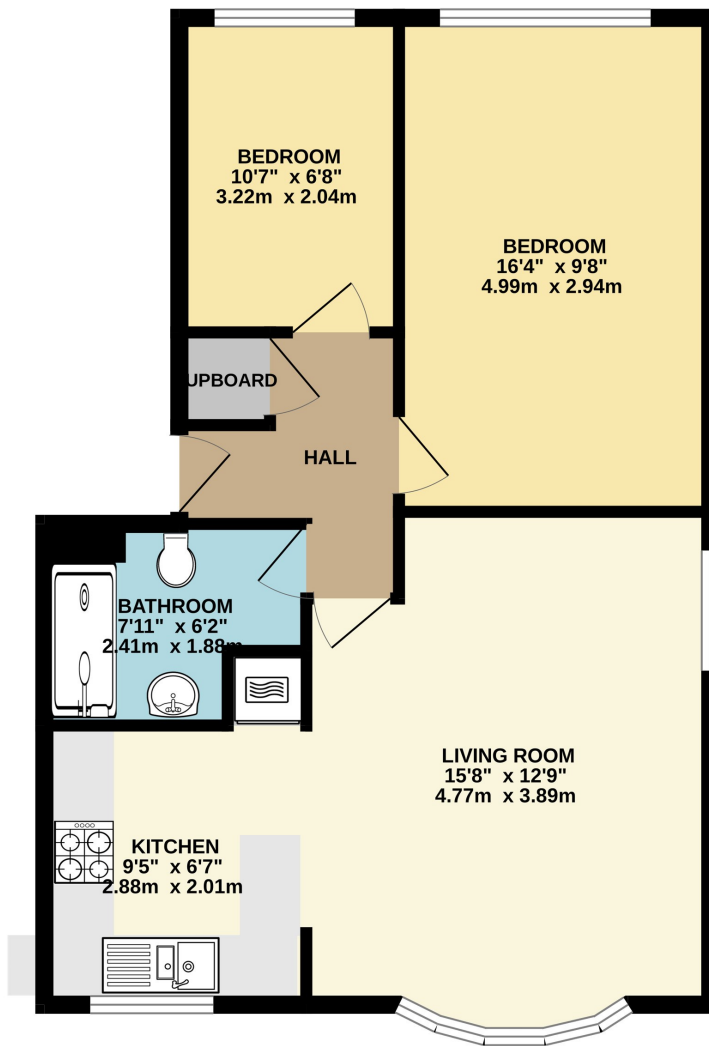 BEDROOM
10'7" x 6'8"
3.22m x 2.04m
BEDROOM
16'4" x 9'8"
4.99m x 2.94m
UPBOARD
HALL
BATHROOM
7'11" x 6'2"
2.41m x 1.88m
LIVING ROOM
15'8" x 12'9"
4.77m x 3.89m
KITCHEN
9'5" x 6'7"
2.88m x 2.01m